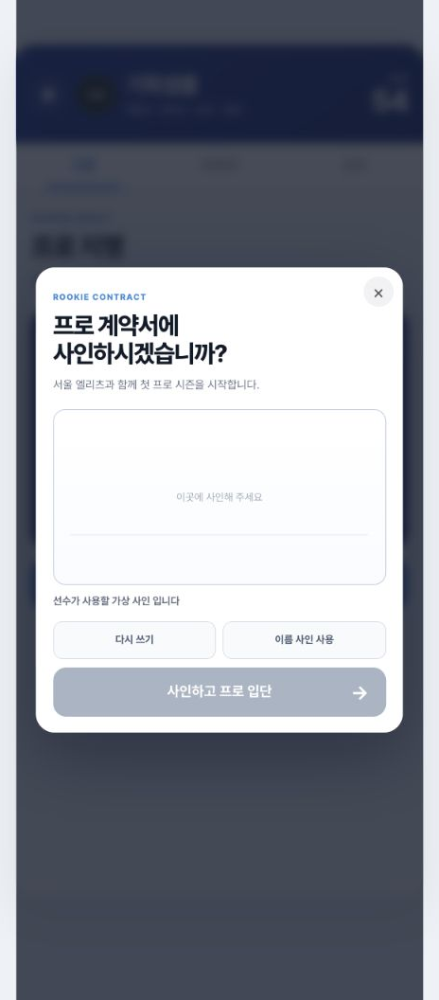 ROOKIE CONTRACT
프로 계약서에
사인하시겠습니까?
서울 엘리츠과 함께 첫 프로 시즌을 시작합니다.
이곳에 사인해 주세요
선수가 사용할 가상 사인 입니다
다시 쓰기
이름 사인 사용
사인하고 프로 입단